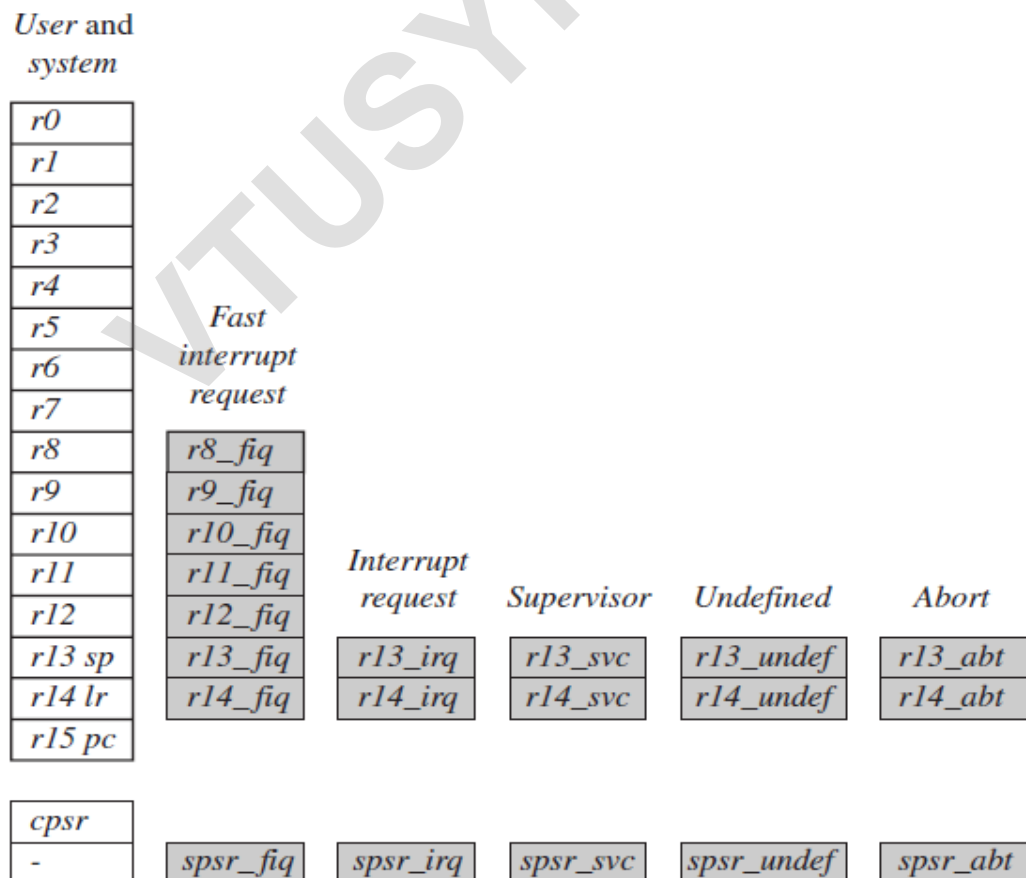 User and
system
r0
r1
r2
r3
r4
r5
r6
r7
r8
r9
r10
r11
r12
r13 sp
r14 lr
r15 pc
cpsr
-
Fast
interrupt
request
r8_fiq
r9_fiq
r10_fiq
r11_fiq
r12_fiq
r13_fiq
r14_fiq
spsr_fiq
Interrupt
request
r13_irq
r14_irq
spsr_irq
Supervisor
r13_svc
r14_svc
spsr_svc
Undefined
r13_undef
r14_undef
spsr_undef
Abort
r13_abt
r14_abt
spsr_abt
VTUSY